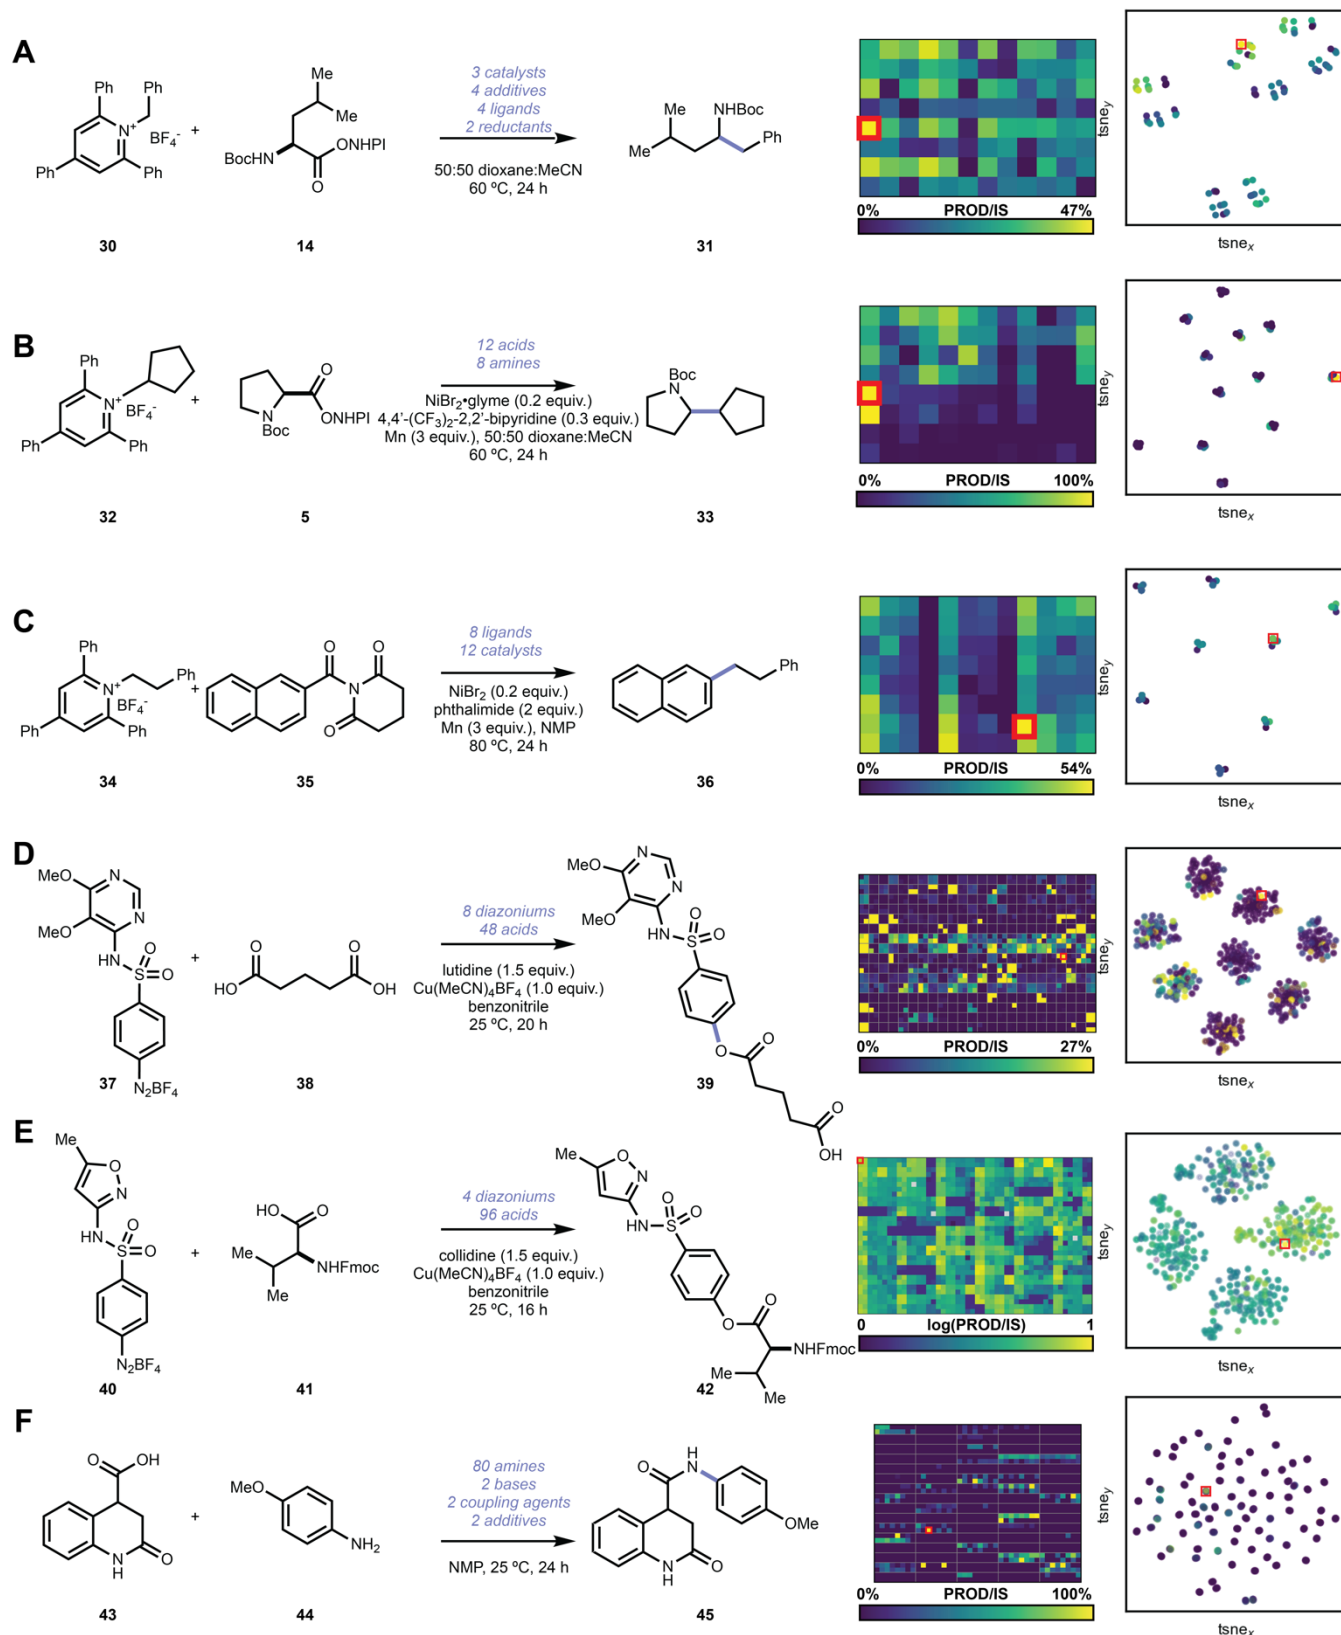 A
Ph
Ph
N+
BF4-
Ph
Ph
30
+
Me
Me
BocHN
ONHPI
O
14
3 catalysts
4 additives
4 ligands
2 reductants
50:50 dioxane:MeCN
60 ºC, 24 h
Me
NHBoc
Me
Ph
31
0% PROD/IS 47%
tsney
tsnex
B
Ph
N+
BF4-
Ph
Ph
32
+
O
N
ONHPI
Boc
5
12 acids
8 amines
NiBr2•glyme (0.2 equiv.)
4,4'-(CF3)2-2,2'-bipyridine (0.3 equiv.)
Mn (3 equiv.), 50:50 dioxane:MeCN
60 ºC, 24 h
Boc
N
33
0% PROD/IS 100%
tsney
tsnex
C
Ph
N+
Ph
BF4-
Ph
Ph
34
+
O
O
N
O
35
8 ligands
12 catalysts
NiBr2 (0.2 equiv.)
phthalimide (2 equiv.)
Mn (3 equiv.), NMP
80 ºC, 24 h
Ph
36
0% PROD/IS 54%
tsney
tsnex
D
MeO
N
N
MeO
HN
S
O
O
N2BF4
37
+
O
O
HO
OH
38
8 diazoniums
48 acids
lutidine (1.5 equiv.)
Cu(MeCN)4BF4 (1.0 equiv.)
benzonitrile
25 ºC, 20 h
MeO
N
N
MeO
HN
S
O
O
O
O
O
OH
39
0% PROD/IS 27%
tsney
tsnex
E
Me
O
N
NH
S
O
O
N2BF4
40
+
HO
O
Me
NHFmoc
Me
41
4 diazoniums
96 acids
collidine (1.5 equiv.)
Cu(MeCN)4BF4 (1.0 equiv.)
benzonitrile
25 ºC, 16 h
Me
O
N
HN
S
O
O
O
O
NHFmoc
Me
Me
42
0 log(PROD/IS) 1
tsney
tsnex
F
O
OH
N
H
O
43
+
MeO
NH2
44
80 amines
2 bases
2 coupling agents
2 additives
NMP, 25 ºC, 24 h
H
O
N
OMe
N
H
O
45
0% PROD/IS 100%
tsney
tsnex